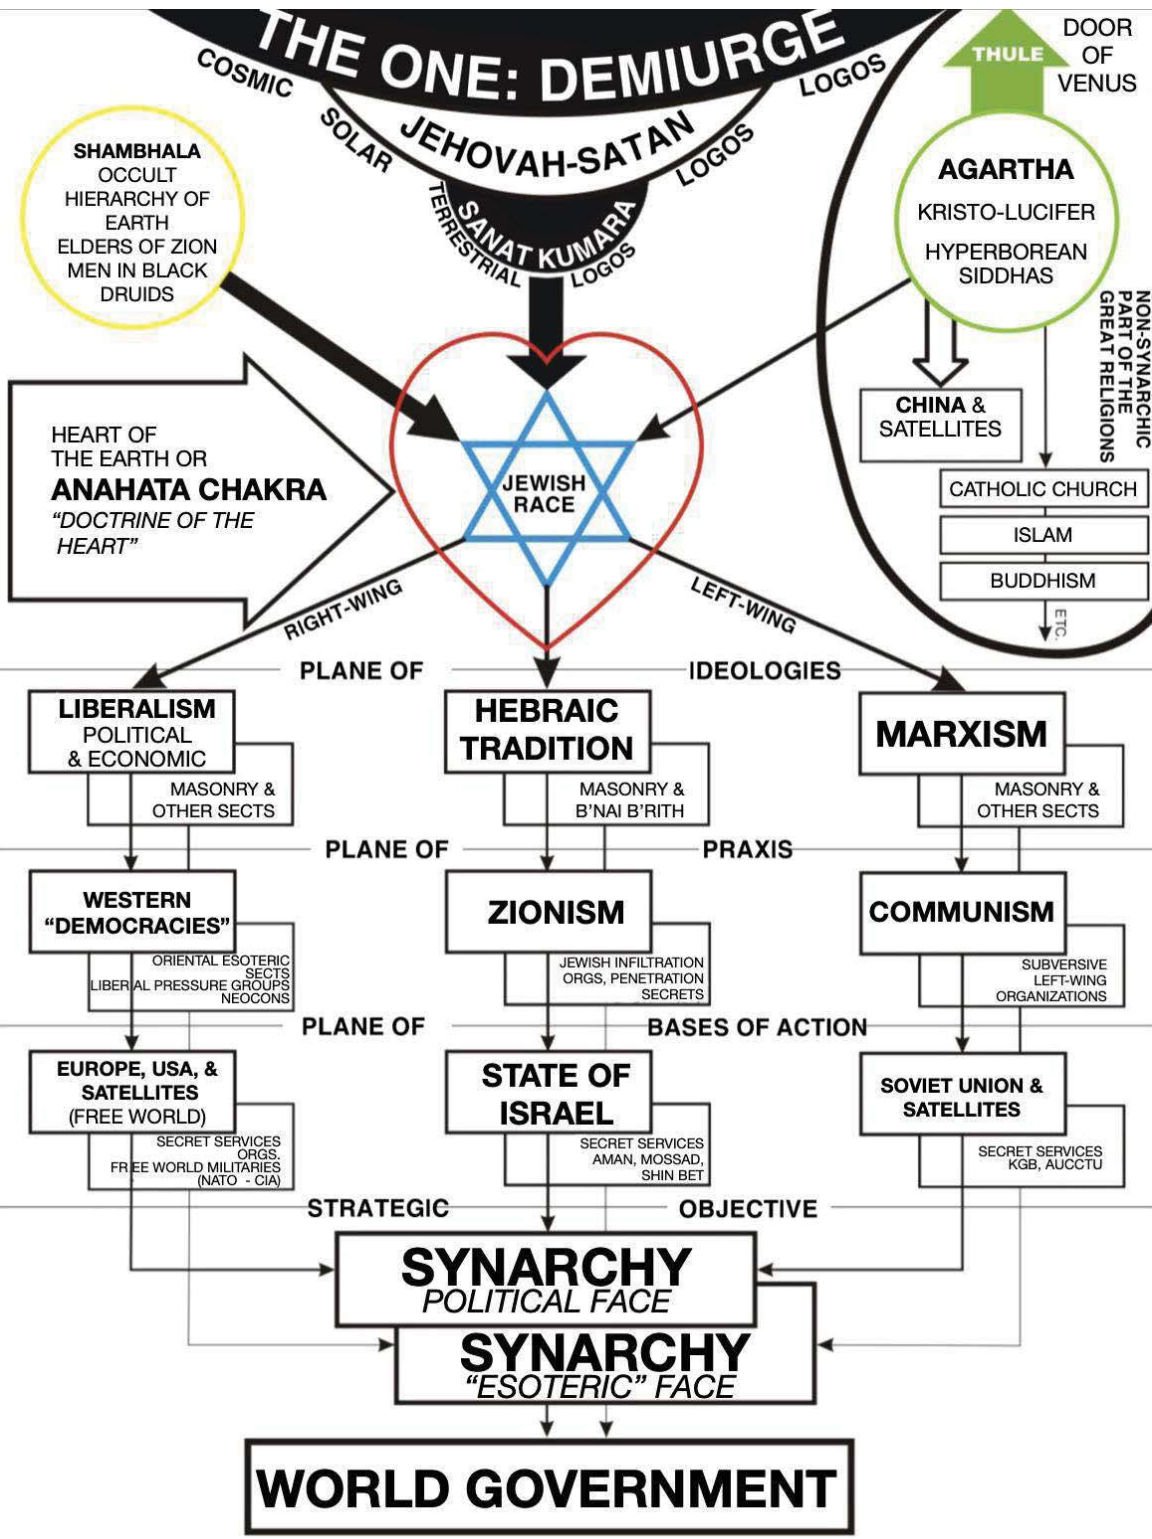 THE ONE: DEMIURGE
COSMIC
LOGOS
JEHOVAH-SATAN
SOLAR
LOGOS
SANAT KUMARA
TERRESTRIAL
LOGOS
THULE
DOOR
OF
VENUS
SHAMBHALA
OCCULT
HIERARCHY OF
EARTH
ELDERS OF ZION
MEN IN BLACK
DRUIDS
AGARTHA
KRISTO-LUCIFER
HYPERBOREAN
SIDDHAS
NON-SYNARCHIC
PART OF THE
GREAT RELIGIONS
CHINA &
SATELLITES
CATHOLIC CHURCH
ISLAM
BUDDHISM
ETC.
HEART OF
THE EARTH OR
ANAHATA CHAKRA
“DOCTRINE OF THE
HEART”
JEWISH
RACE
RIGHT-WING
LEFT-WING
PLANE OF
IDEOLOGIES
LIBERALISM
POLITICAL
& ECONOMIC
MASONRY &
OTHER SECTS
HEBRAIC
TRADITION
MASONRY &
B’NAI B’RITH
MARXISM
MASONRY &
OTHER SECTS
PLANE OF
PRAXIS
WESTERN
“DEMOCRACIES”
ORIENTAL ESOTERIC
SECTS
LIBERIAL PRESSURE GROUPS
NEOCONS
ZIONISM
JEWISH INFILTRATION
ORGS, PENETRATION
SECRETS
COMMUNISM
SUBVERSIVE
LEFT-WING
ORGANIZATIONS
PLANE OF
BASES OF ACTION
EUROPE, USA, &
SATELLITES
(FREE WORLD)
SECRET SERVICES
ORGS.
FREE WORLD MILITARIES
(NATO - CIA)
STATE OF
ISRAEL
SECRET SERVICES
AMAN, MOSSAD,
SHIN BET
SOVIET UNION &
SATELLITES
SECRET SERVICES
KGB, AUCCTU
STRATEGIC
OBJECTIVE
SYNARCHY
POLITICAL FACE
SYNARCHY
“ESOTERIC” FACE
WORLD GOVERNMENT